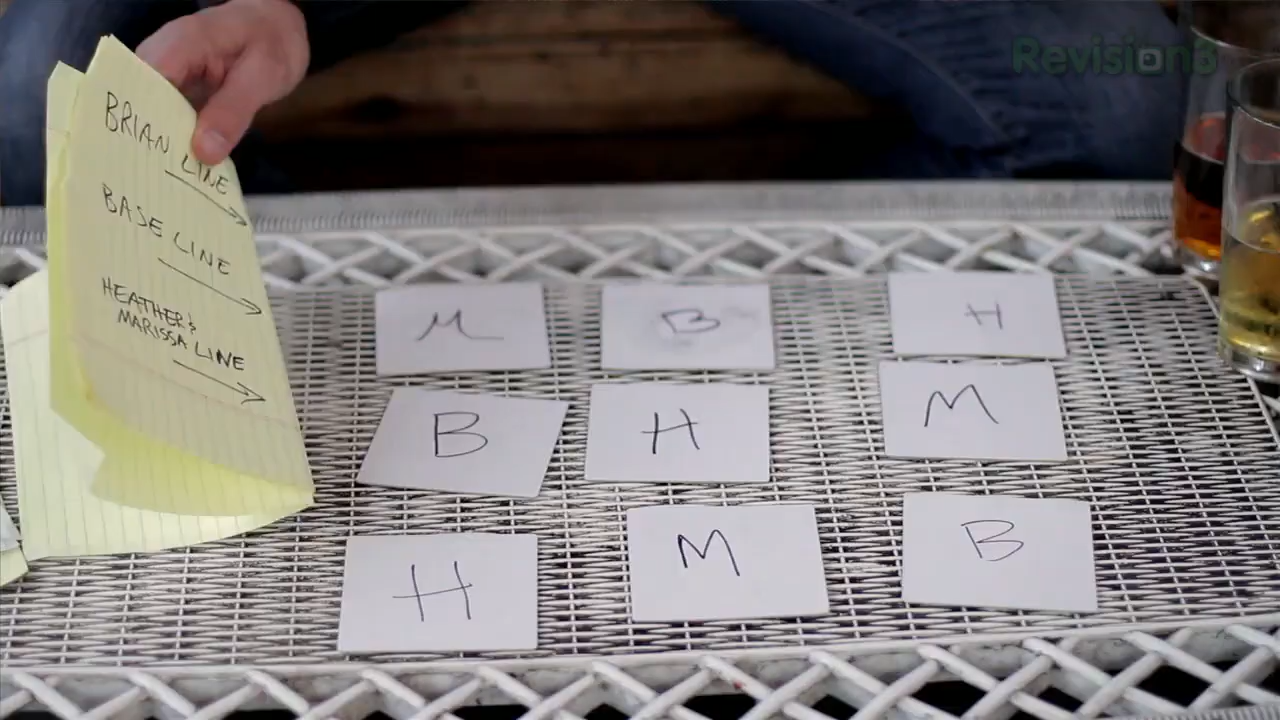 Revision3
BRIAN LINE
BASE LINE
HEATHER &
MARISSA LINE
M B H
B H M
H M B